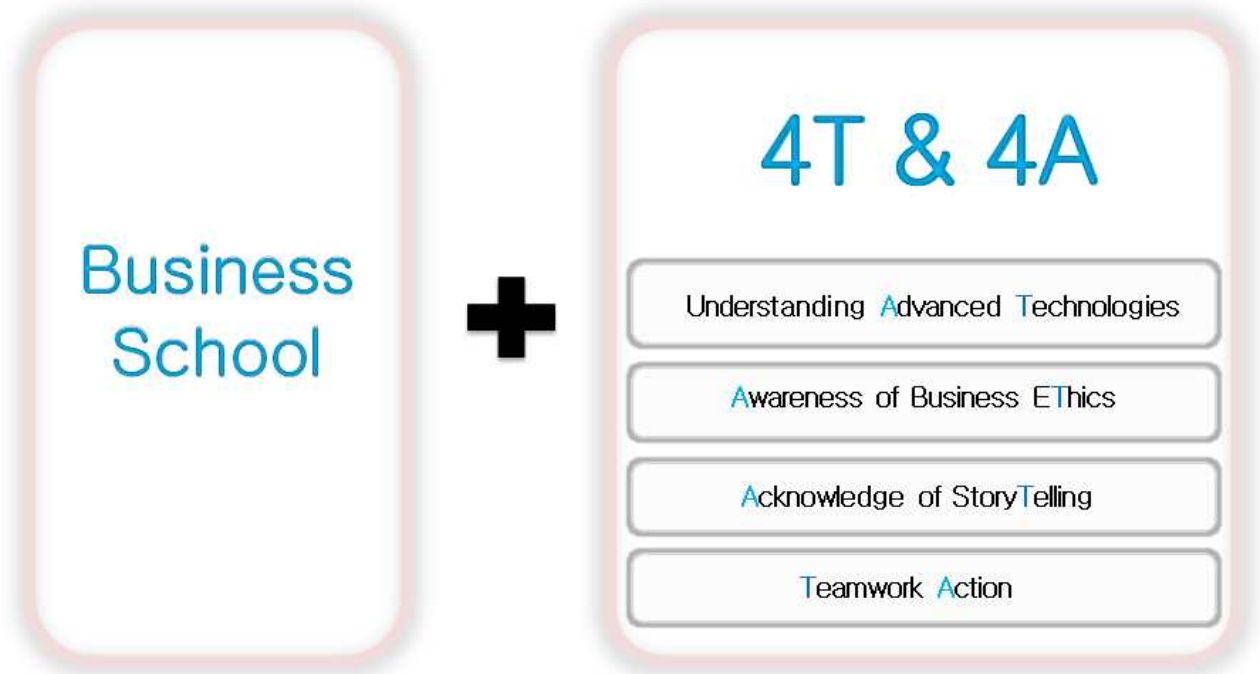 Business
School
4T & 4A
Understanding Advanced Technologies
Awareness of Business EThics
Acknowledge of StoryTelling
Teamwork Action